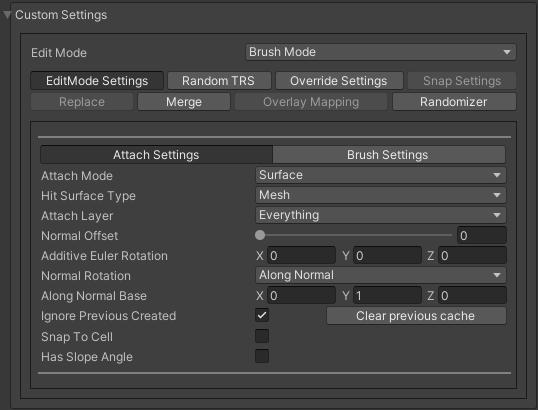 Custom Settings
Edit Mode Brush Mode
EditMode Settings Random TRS Override Settings Snap Settings
Replace Merge Overlay Mapping Randomizer
Attach Settings Brush Settings
Attach Mode Surface
Hit Surface Type Mesh
Attach Layer Everything
Normal Offset 0
Additive Euler Rotation X 0 Y 0 Z 0
Normal Rotation Along Normal
Along Normal Base X 0 Y 1 Z 0
Ignore Previous Created Clear previous cache
Snap To Cell
Has Slope Angle